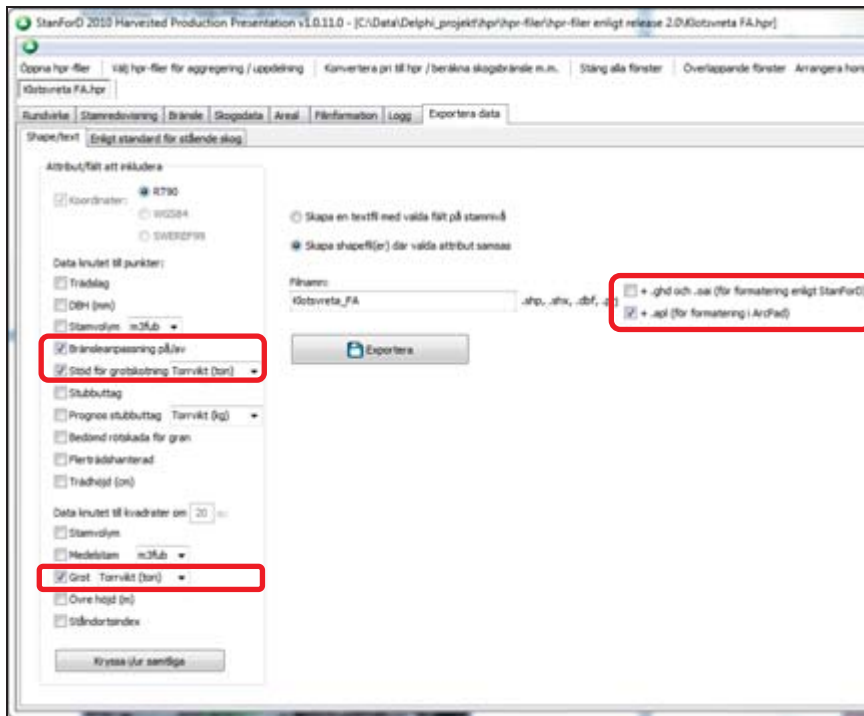 StanForD 2010 Harvested Production Presentation v1.0.11.0 - [C:\Data\Delphi_projekt\hpr\hpr-filer\hpr-filer enligt release 2.0\Klotsvreta FA.hpr]
Öppna hpr-filer Välj hpr-filer för aggregering / uppdelning Konvertera pri till hpr / beräkna skogsbränsle m.m. Stäng alla fönster Överlappande fönster Arrangera hori
Klotsvreta FA.hpr
Rundvirke Stamredovisning Bränsle Skogsdata Areal Filinformation Logg Exportera data
Shape/text Enligt standard för stående skog
Attribut/fält att inkludera
Koordinater: R790
WGS84
SWEREF99
Data knutet till punkter:
Trädslag
DBH (mm)
Stamvolym m3fub
Bränsleanpassning på/av
Stöd för grotskotning Torrvikt (ton)
Stubbuttag
Prognos stubbuttag Torrvikt (kg)
Bedömd rötskada för gran
Flerträdshanterad
Trädhöjd (cm)
Data knutet till kvadrater om 20 m:
Stamvolym
Medelstam m3fub
Grot Torrvikt (ton)
Övre höjd (m)
Ståndortsindex
Kryssa i/ur samtliga
Skapa en textfil med valda fält på stamnivå
Skapa shapefil(er) där valda attribut samsas
Filnamn:
Klotsvreta_FA .shp, .shx, .dbf,
+ .ghd och .oai (för formatering enligt StanForD)
+ .apl (för formatering i ArcPad)
Exportera